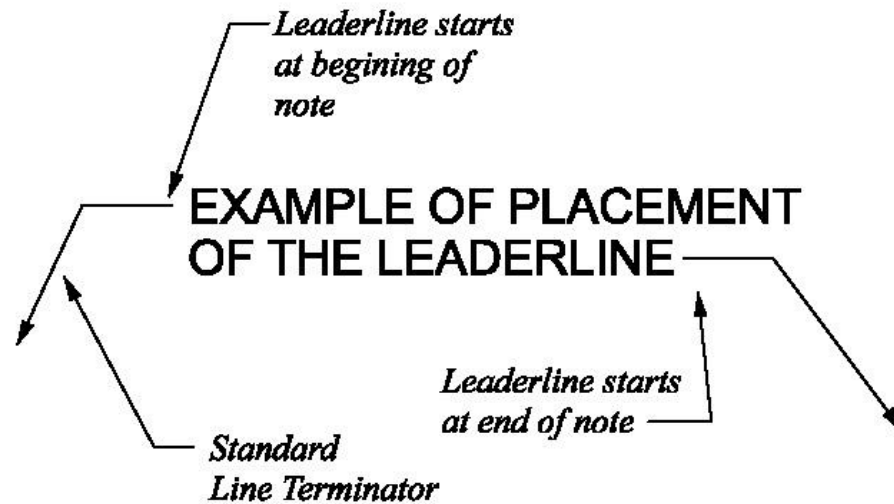 Leaderline starts
at begining of
note
EXAMPLE OF PLACEMENT
OF THE LEADERLINE
Leaderline starts
at end of note
Standard
Line Terminator